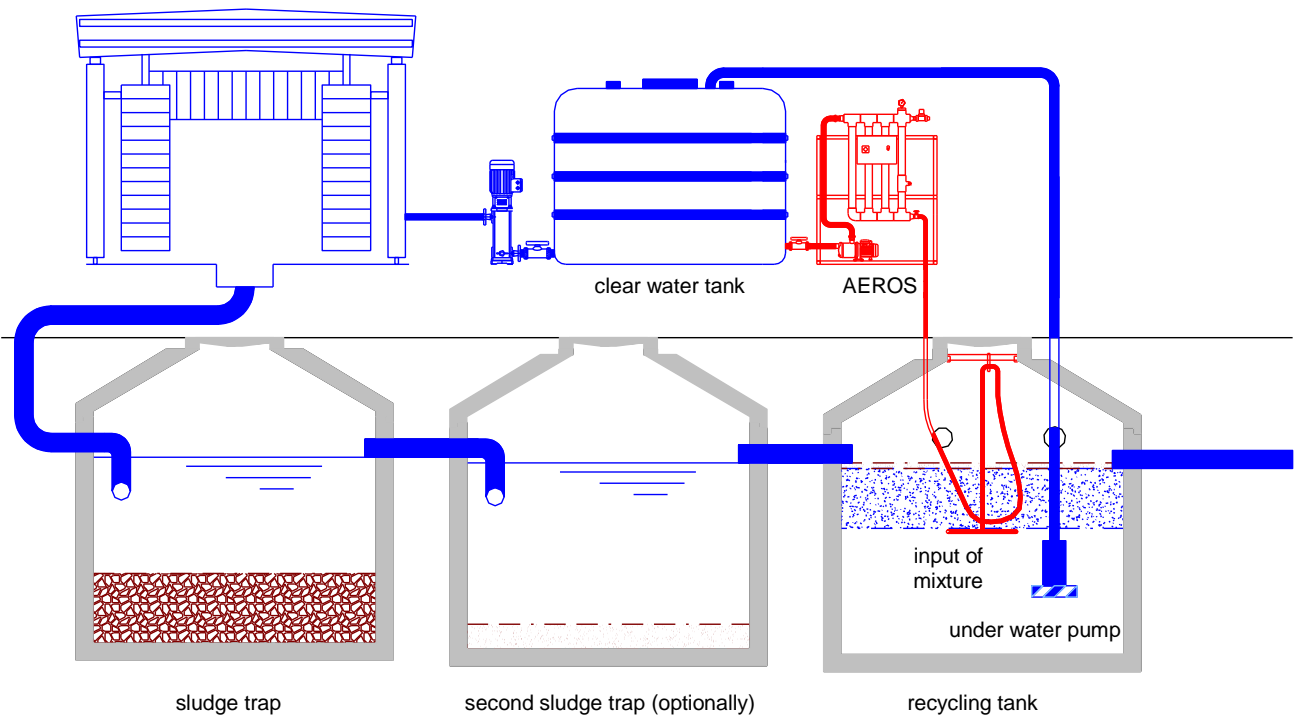 clear water tank
AEROS
input of
mixture
under water pump
sludge trap
second sludge trap (optionally)
recycling tank